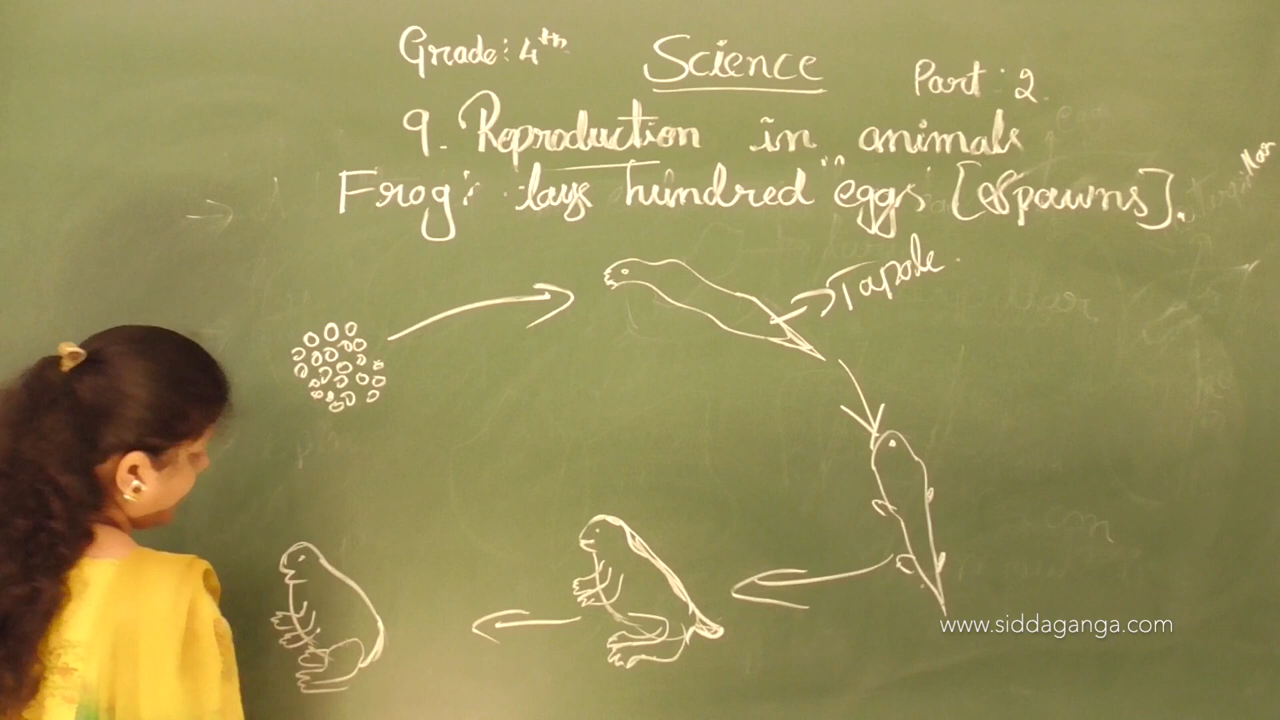 Grade: 4th Science Part: 2
9. Reproduction in animals
Frog: lays hundred eggs [Spawns].
Tapole.
www.siddaganga.com